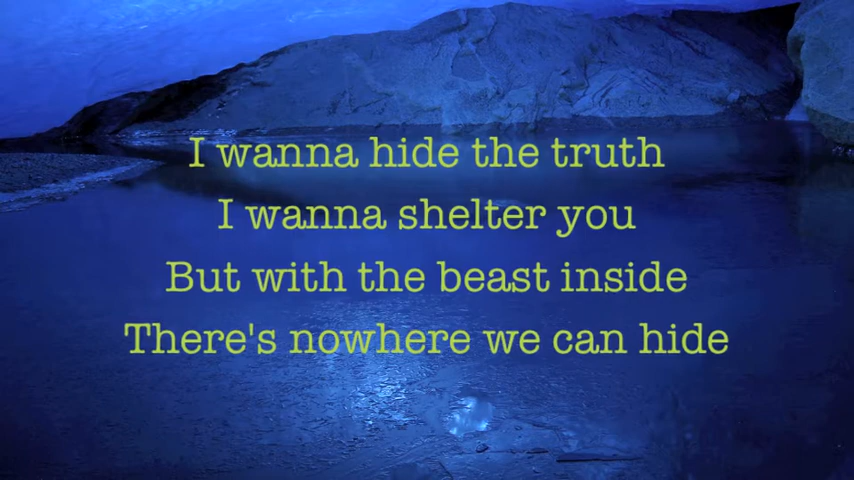 I wanna hide the truth
I wanna shelter you
But with the beast inside
There's nowhere we can hide